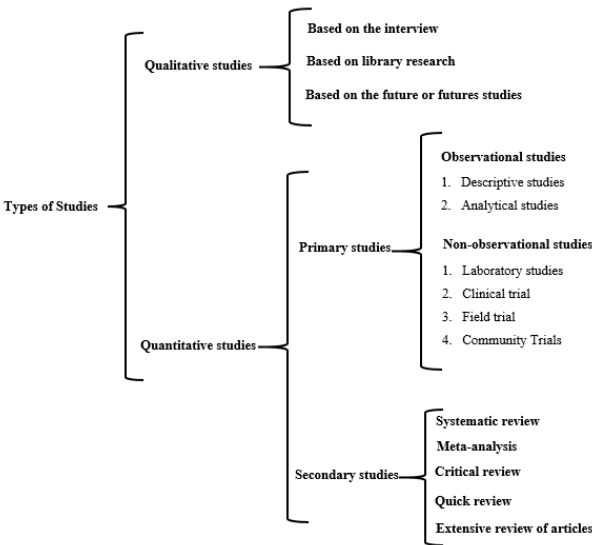 Types of Studies
Qualitative studies
Based on the interview
Based on library research
Based on the future or futures studies
Quantitative studies
Primary studies
Observational studies
1. Descriptive studies
2. Analytical studies
Non-observational studies
1. Laboratory studies
2. Clinical trial
3. Field trial
4. Community Trials
Secondary studies
Systematic review
Meta-analysis
Critical review
Quick review
Extensive review of articles